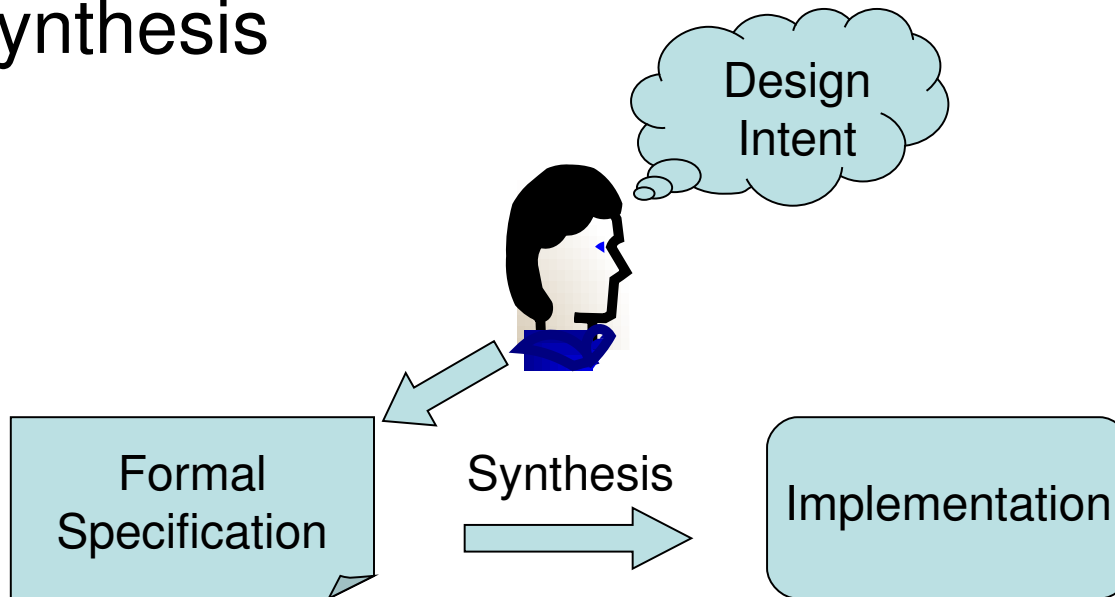 ynthesis
Design
Intent
Formal
Specification
Synthesis
Implementation